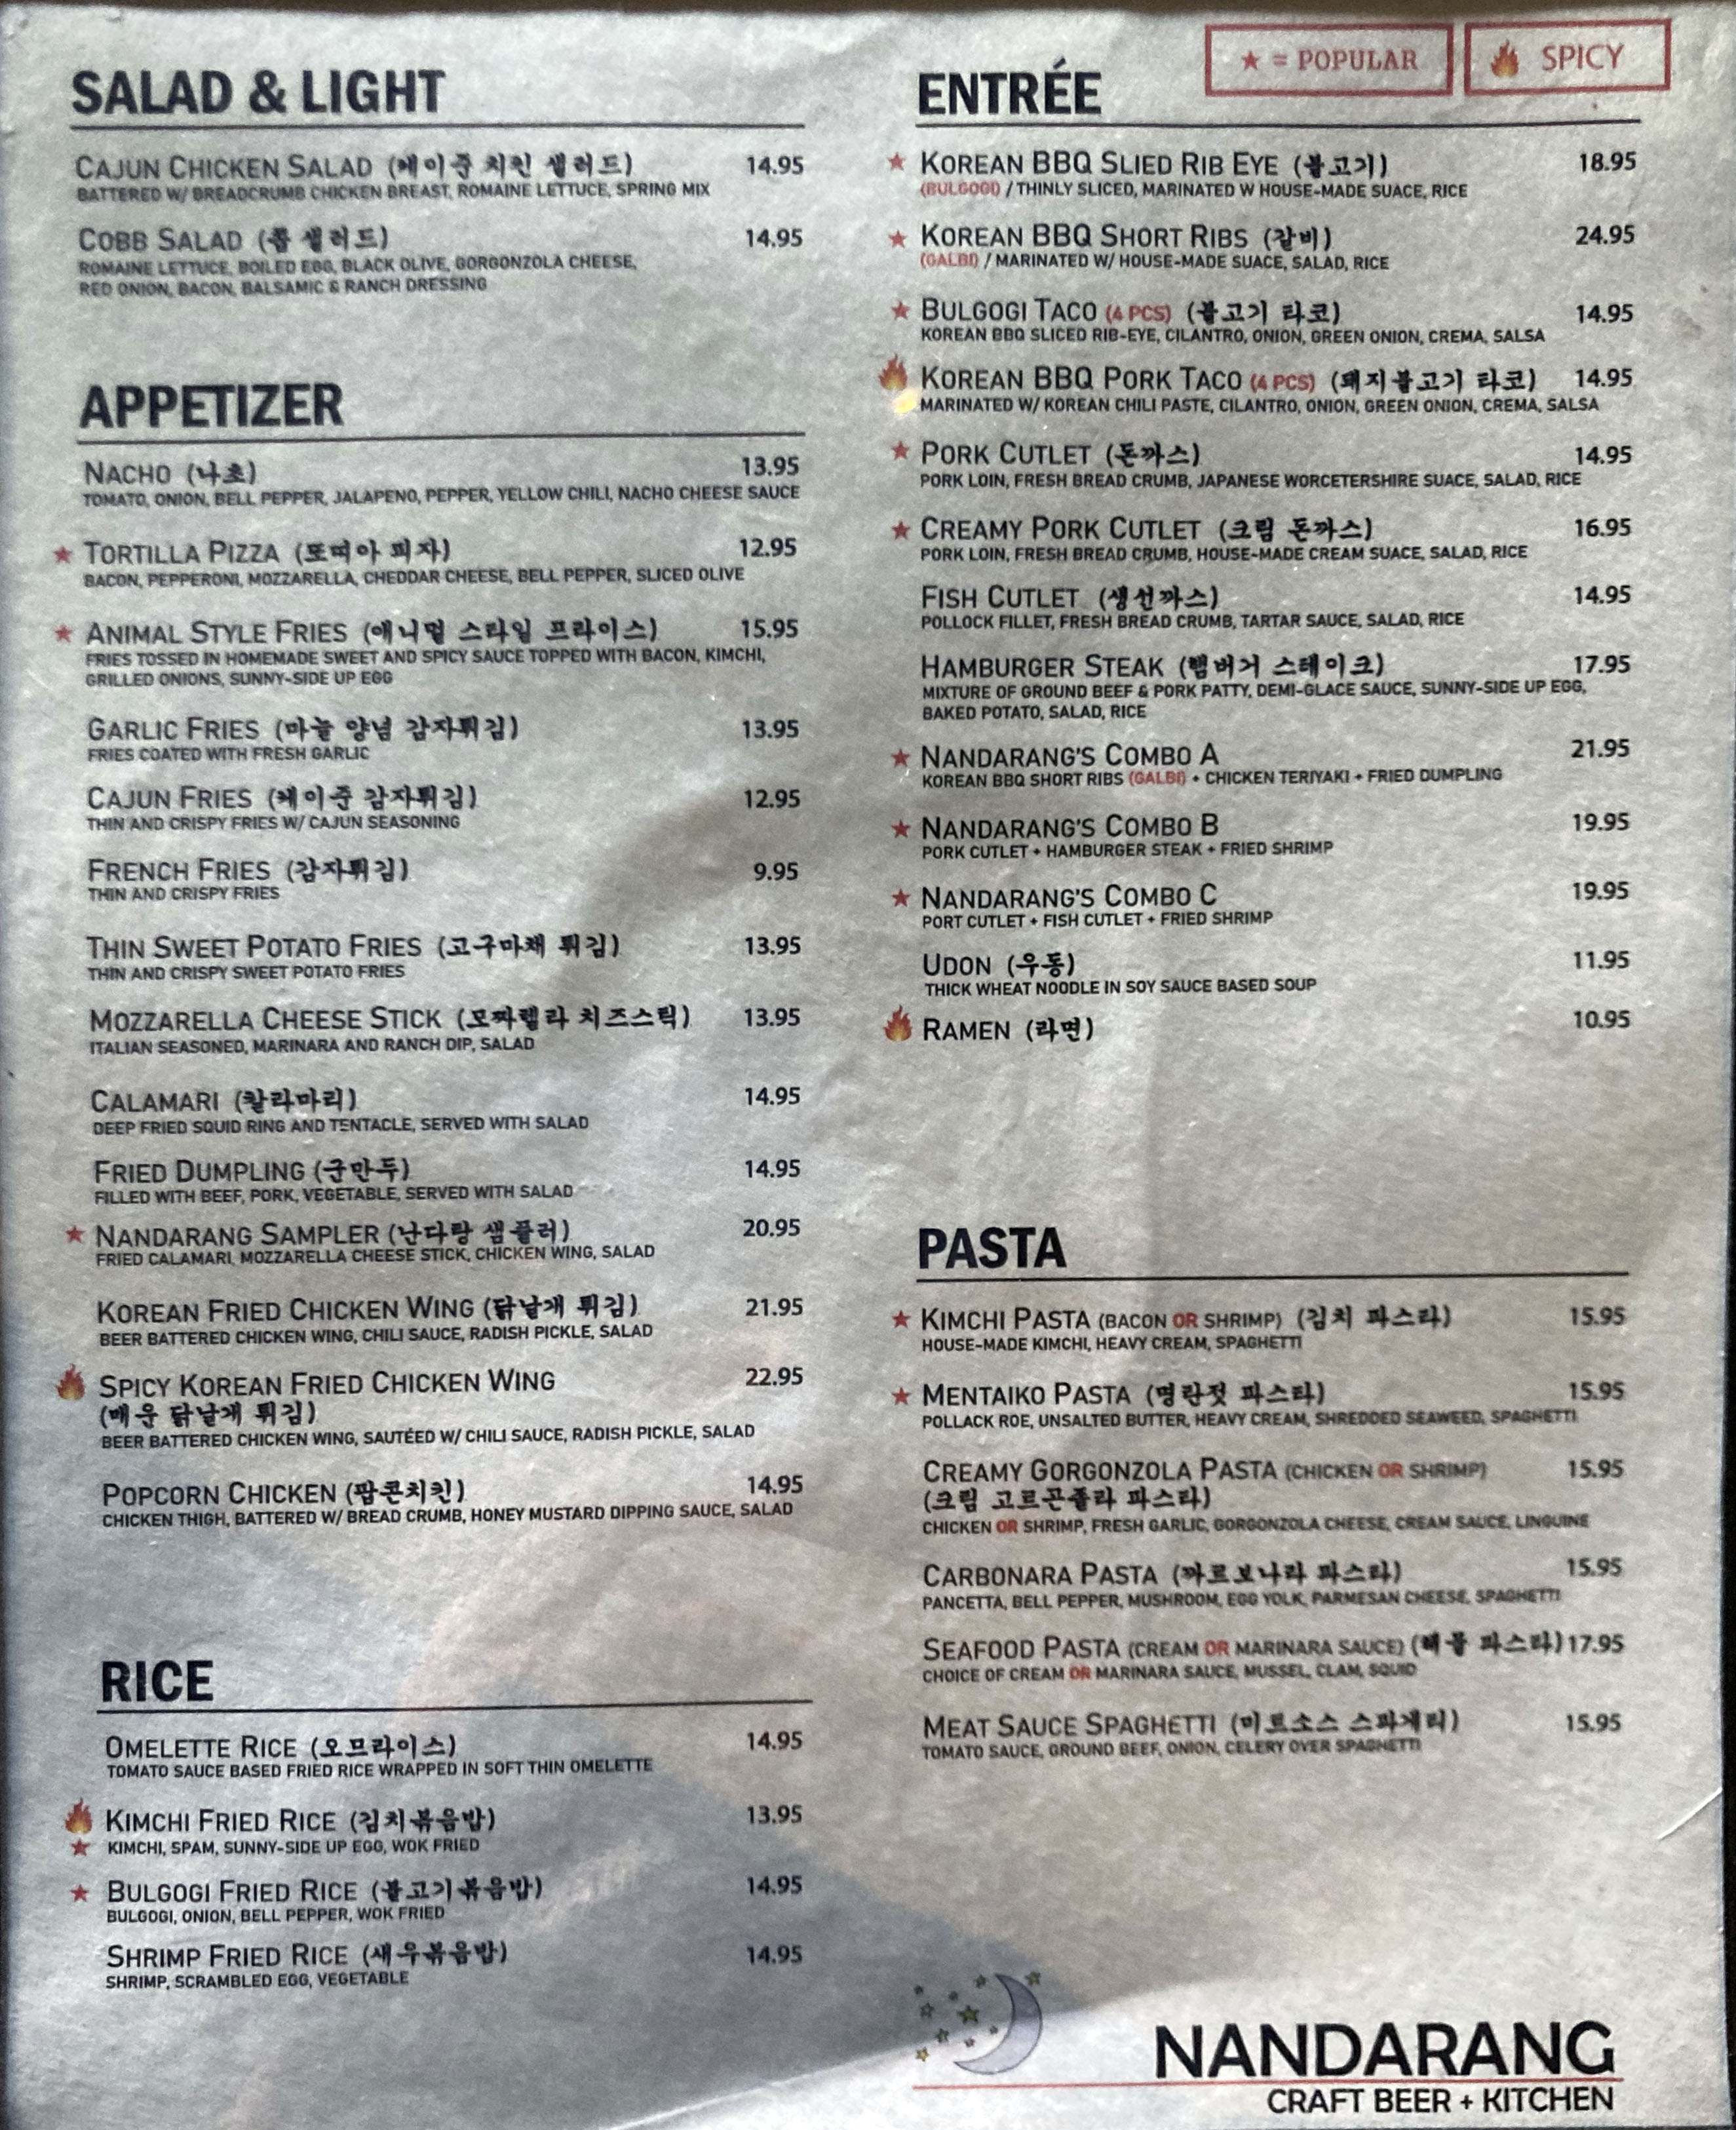 SALAD & LIGHT
CAJUN CHICKEN SALAD (케이준 치킨 샐러드) 14.95
BATTERED W/ BREADCRUMB CHICKEN BREAST, ROMAINE LETTUCE, SPRING MIX
COBB SALAD (콥 샐러드) 14.95
ROMAINE LETTUCE, BOILED EGG, BLACK OLIVE, GORGONZOLA CHEESE,
RED ONION, BACON, BALSAMIC & RANCH DRESSING
APPETIZER
NACHO (나쵸) 13.95
TOMATO, ONION, BELL PEPPER, JALAPENO, PEPPER, YELLOW CHILI, NACHO CHEESE SAUCE
★ TORTILLA PIZZA (또띠아 피자) 12.95
BACON, PEPPERONI, MOZZARELLA, CHEDDAR CHEESE, BELL PEPPER, SLICED OLIVE
★ ANIMAL STYLE FRIES (애니멀 스타일 프라이스) 15.95
FRIES TOSSED IN HOMEMADE SWEET AND SPICY SAUCE TOPPED WITH BACON, KIMCHI,
GRILLED ONIONS, SUNNY-SIDE UP EGG
GARLIC FRIES (마늘 양념 감자튀김) 13.95
FRIES COATED WITH FRESH GARLIC
CAJUN FRIES (케이준 감자튀김) 12.95
THIN AND CRISPY FRIES W/ CAJUN SEASONING
FRENCH FRIES (감자튀김) 9.95
THIN AND CRISPY FRIES
THIN SWEET POTATO FRIES (고구마채 튀김) 13.95
THIN AND CRISPY SWEET POTATO FRIES
MOZZARELLA CHEESE STICK (모짜렐라 치즈스틱) 13.95
ITALIAN SEASONED, MARINARA AND RANCH DIP, SALAD
CALAMARI (칼라마리) 14.95
DEEP FRIED SQUID RING AND TENTACLE, SERVED WITH SALAD
FRIED DUMPLING (군만두) 14.95
FILLED WITH BEEF, PORK, VEGETABLE, SERVED WITH SALAD
★ NANDARANG SAMPLER (난다랑 샘플러) 20.95
FRIED CALAMARI, MOZZARELLA CHEESE STICK, CHICKEN WING, SALAD
KOREAN FRIED CHICKEN WING (닭날개 튀김) 21.95
BEER BATTERED CHICKEN WING, CHILI SAUCE, RADISH PICKLE, SALAD
SPICY KOREAN FRIED CHICKEN WING 22.95
(매운 닭날개 튀김)
BEER BATTERED CHICKEN WING, SAUTÉED W/ CHILI SAUCE, RADISH PICKLE, SALAD
POPCORN CHICKEN (팝콘치킨) 14.95
CHICKEN THIGH, BATTERED W/ BREAD CRUMB, HONEY MUSTARD DIPPING SAUCE, SALAD
RICE
OMELETTE RICE (오므라이스) 14.95
TOMATO SAUCE BASED FRIED RICE WRAPPED IN SOFT THIN OMELETTE
KIMCHI FRIED RICE (김치볶음밥) 13.95
★ KIMCHI, SPAM, SUNNY-SIDE UP EGG, WOK FRIED
★ BULGOGI FRIED RICE (불고기볶음밥) 14.95
BULGOGI, ONION, BELL PEPPER, WOK FRIED
SHRIMP FRIED RICE (새우볶음밥) 14.95
SHRIMP, SCRAMBLED EGG, VEGETABLE
★ = POPULAR
SPICY
ENTRÉE
★ KOREAN BBQ SLIED RIB EYE (불고기) 18.95
(BULGOGI) / THINLY SLICED, MARINATED W HOUSE-MADE SUACE, RICE
★ KOREAN BBQ SHORT RIBS (갈비) 24.95
(GALBI) / MARINATED W/ HOUSE-MADE SUACE, SALAD, RICE
★ BULGOGI TACO (4 PCS) (불고기 타코) 14.95
KOREAN BBQ SLICED RIB-EYE, CILANTRO, ONION, GREEN ONION, CREMA, SALSA
KOREAN BBQ PORK TACO (4 PCS) (돼지불고기 타코) 14.95
MARINATED W/ KOREAN CHILI PASTE, CILANTRO, ONION, GREEN ONION, CREMA, SALSA
★ PORK CUTLET (돈까스) 14.95
PORK LOIN, FRESH BREAD CRUMB, JAPANESE WORCETERSHIRE SUACE, SALAD, RICE
★ CREAMY PORK CUTLET (크림 돈까스) 16.95
PORK LOIN, FRESH BREAD CRUMB, HOUSE-MADE CREAM SUACE, SALAD, RICE
FISH CUTLET (생선까스) 14.95
POLLOCK FILLET, FRESH BREAD CRUMB, TARTAR SAUCE, SALAD, RICE
HAMBURGER STEAK (햄버거 스테이크) 17.95
MIXTURE OF GROUND BEEF & PORK PATTY, DEMI-GLACE SAUCE, SUNNY-SIDE UP EGG,
BAKED POTATO, SALAD, RICE
★ NANDARANG'S COMBO A 21.95
KOREAN BBQ SHORT RIBS (GALBI) + CHICKEN TERIYAKI + FRIED DUMPLING
★ NANDARANG'S COMBO B 19.95
PORK CUTLET + HAMBURGER STEAK + FRIED SHRIMP
★ NANDARANG'S COMBO C 19.95
PORT CUTLET + FISH CUTLET + FRIED SHRIMP
UDON (우동) 11.95
THICK WHEAT NOODLE IN SOY SAUCE BASED SOUP
RAMEN (라면) 10.95
PASTA
★ KIMCHI PASTA (BACON OR SHRIMP) (김치 파스타) 15.95
HOUSE-MADE KIMCHI, HEAVY CREAM, SPAGHETTI
★ MENTAIKO PASTA (명란젓 파스타) 15.95
POLLACK ROE, UNSALTED BUTTER, HEAVY CREAM, SHREDDED SEAWEED, SPAGHETTI
CREAMY GORGONZOLA PASTA (CHICKEN OR SHRIMP) 15.95
(크림 고르곤졸라 파스타)
CHICKEN OR SHRIMP, FRESH GARLIC, GORGONZOLA CHEESE, CREAM SAUCE, LINGUINE
CARBONARA PASTA (까르보나라 파스타) 15.95
PANCETTA, BELL PEPPER, MUSHROOM, EGG YOLK, PARMESAN CHEESE, SPAGHETTI
SEAFOOD PASTA (CREAM OR MARINARA SAUCE) (해물 파스타) 17.95
CHOICE OF CREAM OR MARINARA SAUCE, MUSSEL, CLAM, SQUID
MEAT SAUCE SPAGHETTI (미트소스 스파게티) 15.95
TOMATO SAUCE, GROUND BEEF, ONION, CELERY OVER SPAGHETTI
NANDARANG
CRAFT BEER + KITCHEN